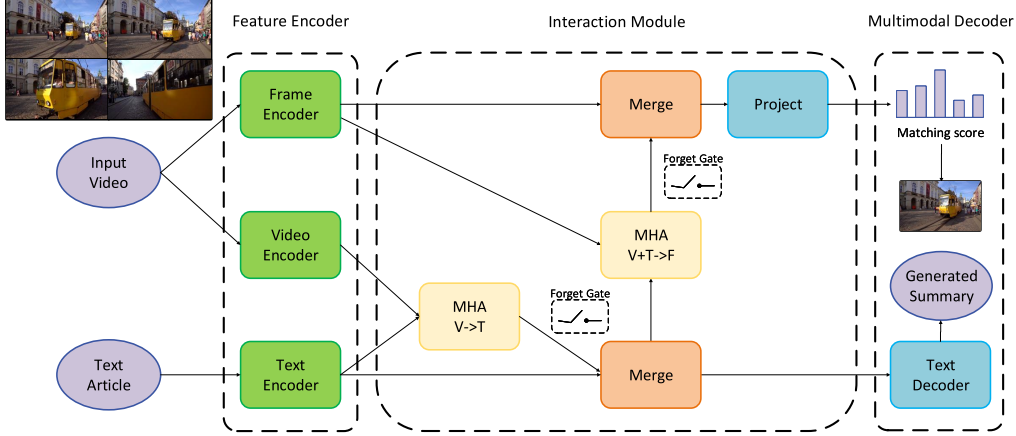 Feature Encoder
Interaction Module
Multimodal Decoder
Frame
Encoder
Merge
Project
Matching score
Input
Video
Forget Gate
Video
Encoder
MHA
V+T->F
Generated
Summary
MHA
V->T
Forget Gate
Text
Article
Text
Encoder
Merge
Text
Decoder